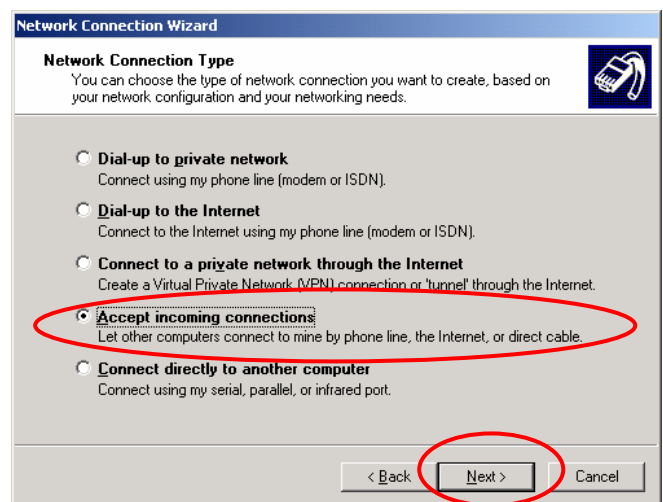 Network Connection Wizard
Network Connection Type
You can choose the type of network connection you want to create, based on
your network configuration and your networking needs.
Dial-up to private network
Connect using my phone line (modem or ISDN).
Dial-up to the Internet
Connect to the Internet using my phone line (modem or ISDN).
Connect to a private network through the Internet
Create a Virtual Private Network (VPN) connection or 'tunnel' through the Internet.
Accept incoming connections
Let other computers connect to mine by phone line, the Internet, or direct cable.
Connect directly to another computer
Connect using my serial, parallel, or infrared port.
< Back Next > Cancel